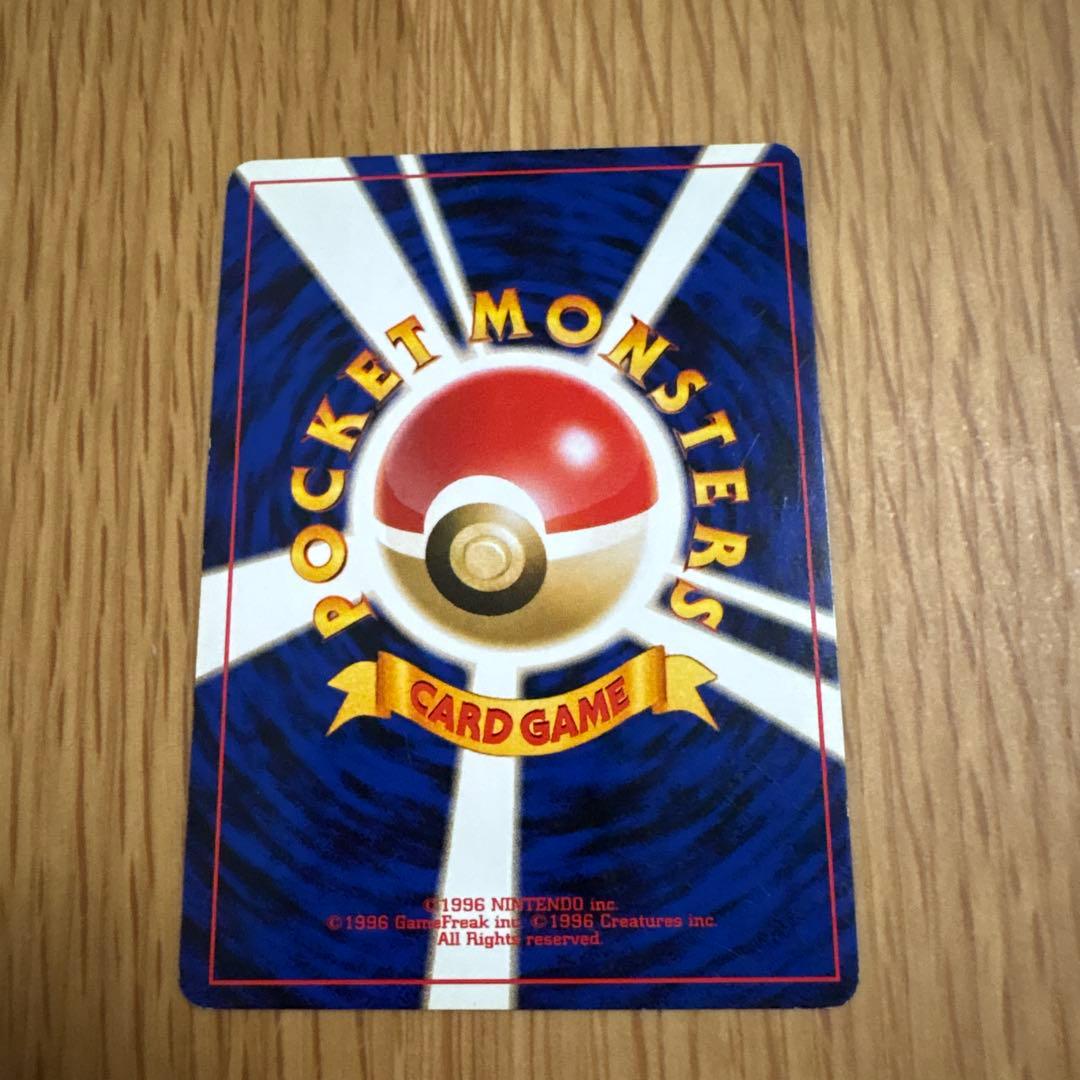 POCKET MONSTERS
CARD GAME
©1996 NINTENDO inc.
©1996 GameFreak inc. ©1996 Creatures inc.
All Rights reserved.